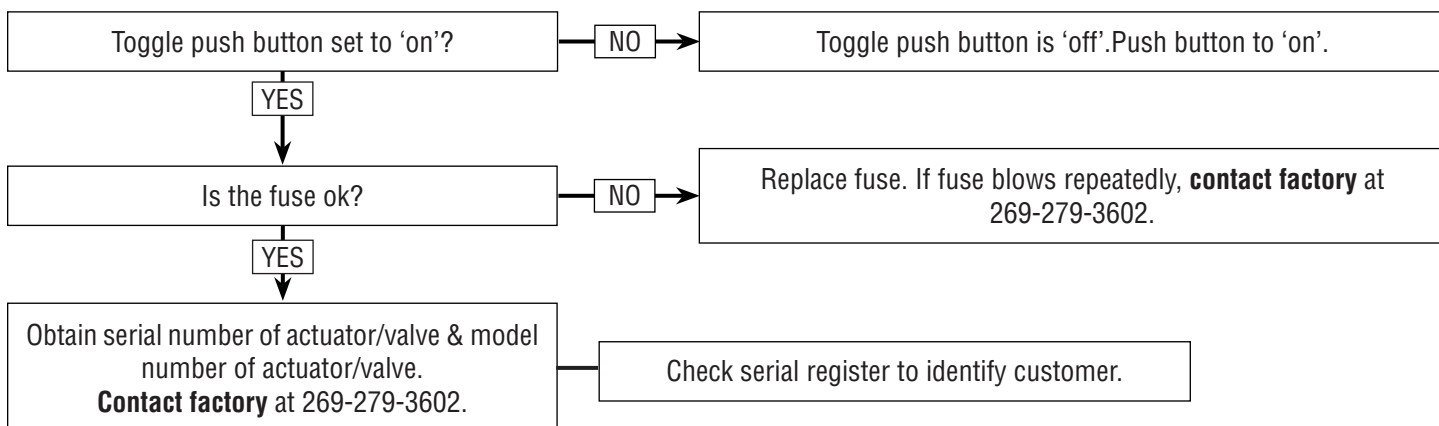 Toggle push button set to ‘on’?
NO
Toggle push button is ‘off’.Push button to ‘on’.
YES
Is the fuse ok?
NO
Replace fuse. If fuse blows repeatedly, contact factory at
269-279-3602.
YES
Obtain serial number of actuator/valve & model
number of actuator/valve.
Contact factory at 269-279-3602.
Check serial register to identify customer.